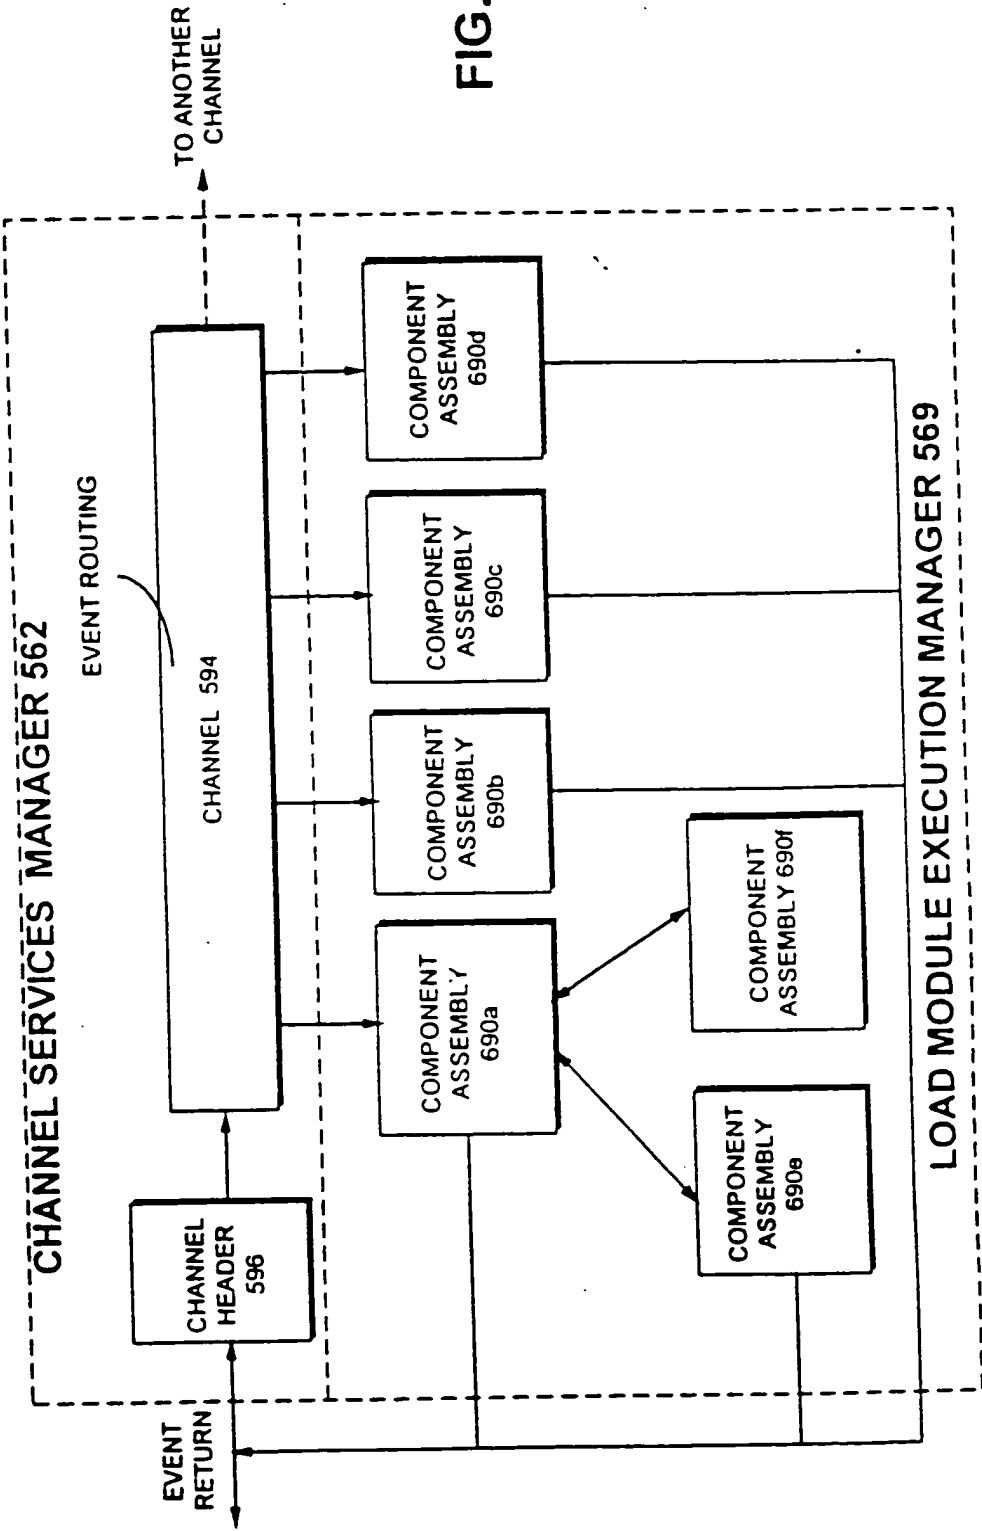 CHANNEL SERVICES MANAGER 562
EVENT ROUTING
TO ANOTHER
CHANNEL
CHANNEL
HEADER
596
CHANNEL 594
EVENT
RETURN
COMPONENT
ASSEMBLY
690a
COMPONENT
ASSEMBLY
690b
COMPONENT
ASSEMBLY
690c
COMPONENT
ASSEMBLY
690d
COMPONENT
ASSEMBLY
690e
COMPONENT
ASSEMBLY 690f
LOAD MODULE EXECUTION MANAGER 569
FIG.